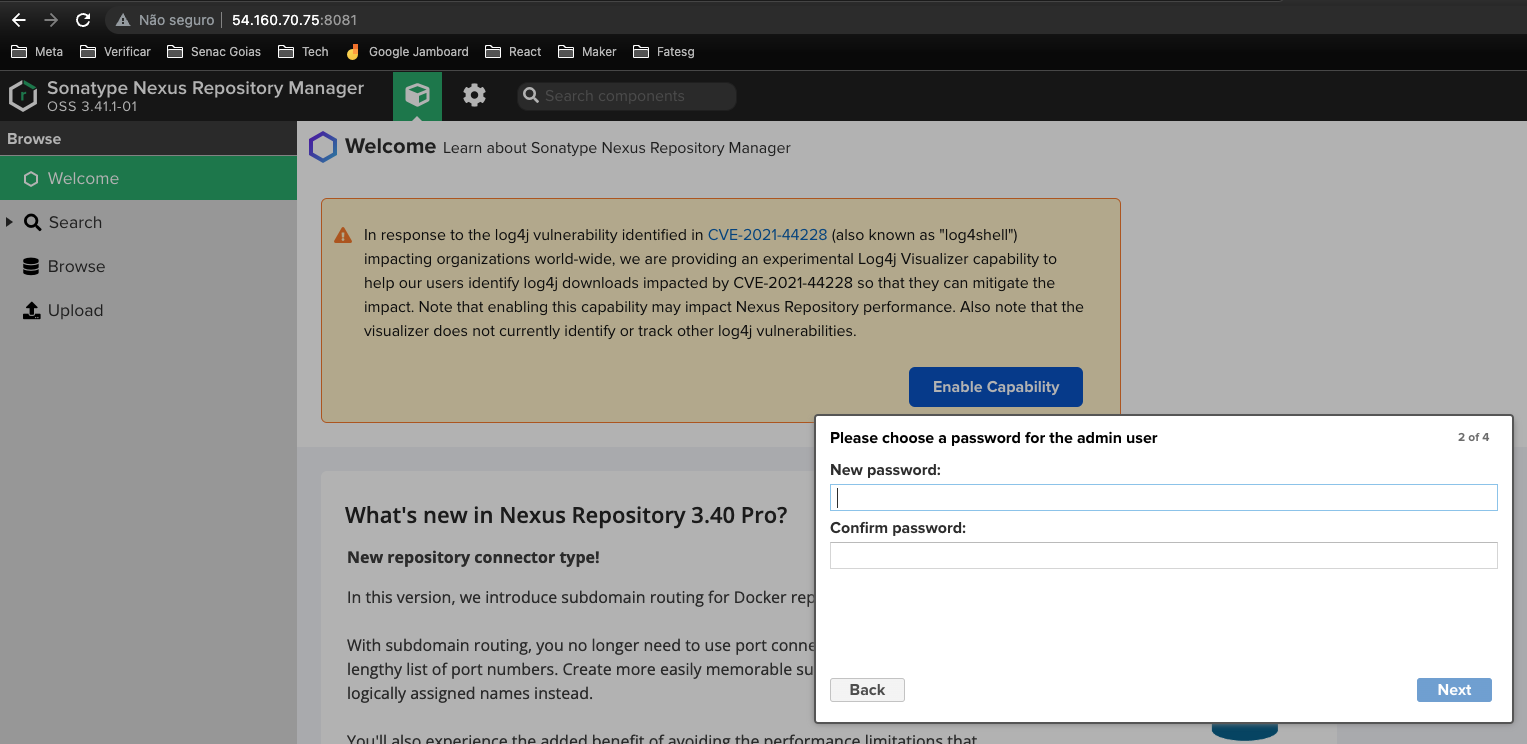 Não seguro | 54.160.70.75:8081
Meta Verificar Senac Goias Tech Google Jamboard React Maker Fatesg
Sonatype Nexus Repository Manager
OSS 3.41.1-01
Search components
Browse
Welcome
Search
Browse
Upload
Welcome Learn about Sonatype Nexus Repository Manager
In response to the log4j vulnerability identified in CVE-2021-44228 (also known as "log4shell")
impacting organizations world-wide, we are providing an experimental Log4j Visualizer capability to
help our users identify log4j downloads impacted by CVE-2021-44228 so that they can mitigate the
impact. Note that enabling this capability may impact Nexus Repository performance. Also note that the
visualizer does not currently identify or track other log4j vulnerabilities.
Enable Capability
What's new in Nexus Repository 3.40 Pro?
New repository connector type!
In this version, we introduce subdomain routing for Docker rep
With subdomain routing, you no longer need to use port conne
lengthy list of port numbers. Create more easily memorable su
logically assigned names instead.
You'll also experience the added benefit of avoiding the performance limitations that
Please choose a password for the admin user
2 of 4
New password:
Confirm password:
Back
Next